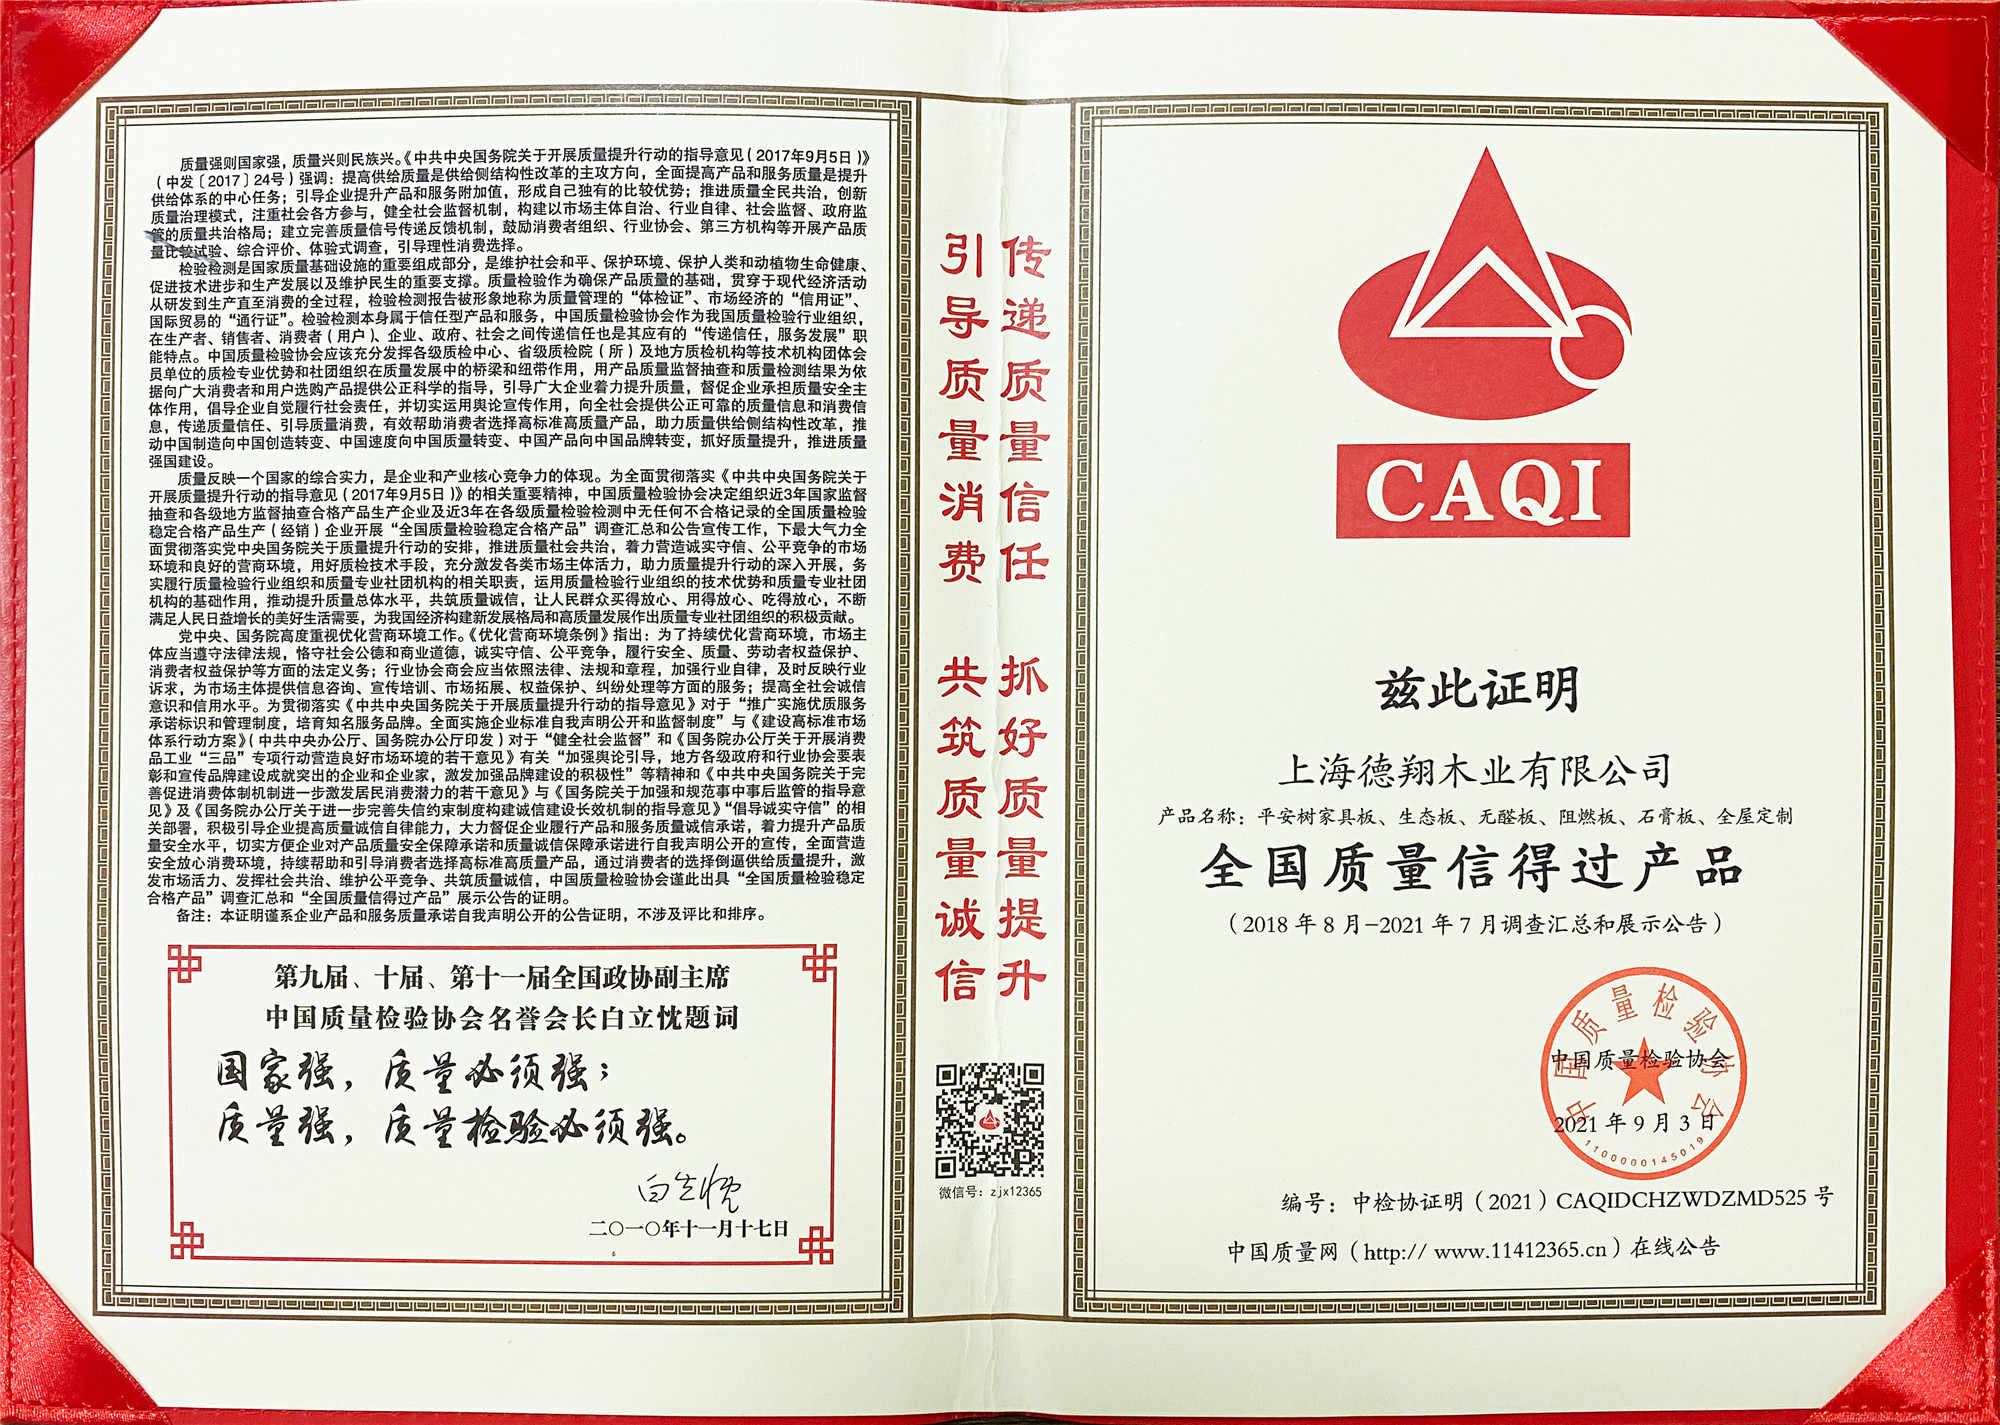 质量强则国家强，质量兴则民族兴。《中共中央国务院关于开展质量提升行动的指导意见（2017年9月5日）》
（中发〔2017〕24号）强调：提高供给质量是供给侧结构性改革的主攻方向，全面提高产品和服务质量是提升
供给体系的中心任务；引导企业提升产品和服务附加值，形成自己独有的比较优势；推进质量全民共治，创新
质量治理模式，注重社会各方参与，健全社会监督机制，构建以市场主体自治、行业自律、社会监督、政府监
管的质量共治格局；建立完善质量信号传递反馈机制，鼓励消费者组织、行业协会、第三方机构等开展产品质
量比较试验、综合评价、体验式调查，引导理性消费选择。
检验检测是国家质量基础设施的重要组成部分，是维护社会和平、保护环境、保护人类和动植物生命健康、
促进技术进步和生产发展以及维护民生的重要支撑。质量检验作为确保产品质量的基础，贯穿于现代经济活动
从研发到生产直至消费的全过程，检验检测报告被形象地称为质量管理的“体检证”、市场经济的“信用证”、
国际贸易的“通行证”。检验检测本身属于信任型产品和服务，中国质量检验协会作为我国质量检验行业组织，
在生产者、销售者、消费者（用户）、企业、政府、社会之间传递信任也是其应有的“传递信任，服务发展”职
能特点。中国质量检验协会应该充分发挥各级质检中心、省级质检院（所）及地方质检机构等技术机构团体会
员单位的质检专业优势和社团组织在质量发展中的桥梁和纽带作用，用产品质量监督抽查和质量检测结果为依
据向广大消费者和用户选购产品提供公正科学的指导，引导广大企业着力提升质量，督促企业承担质量安全主
体作用，倡导企业自觉履行社会责任，并切实运用舆论宣传作用，向全社会提供公正可靠的质量信息和消费信
息，传递质量信任、引导质量消费，有效帮助消费者选择高标准高质量产品，助力质量供给侧结构性改革，推
动中国制造向中国创造转变、中国速度向中国质量转变、中国产品向中国品牌转变，抓好质量提升，推进质量
强国建设。
质量反映一个国家的综合实力，是企业和产业核心竞争力的体现。为全面贯彻落实《中共中央国务院关于
开展质量提升行动的指导意见（2017年9月5日）》的相关重要精神，中国质量检验协会决定组织近3年国家监督
抽查和各级地方监督抽查合格产品生产企业及近3年在各级质量检验检测中无任何不合格记录的全国质量检验
稳定合格产品生产（经销）企业开展“全国质量检验稳定合格产品”调查汇总和公告宣传工作，下最大气力全
面贯彻落实党中央国务院关于质量提升行动的安排，推进质量社会共治，着力营造诚实守信、公平竞争的市场
环境和良好的营商环境，用好质检技术手段，充分激发各类市场主体活力，助力质量提升行动的深入开展，务
实履行质量检验行业组织和质量专业社团机构的相关职责，运用质量检验行业组织的技术优势和质量专业社团
机构的基础作用，推动提升质量总体水平，共筑质量诚信，让人民群众买得放心、用得放心、吃得放心，不断
满足人民日益增长的美好生活需要，为我国经济构建新发展格局和高质量发展作出质量专业社团组织的积极贡献。
党中央、国务院高度重视优化营商环境工作。《优化营商环境条例》指出：为了持续优化营商环境，市场主
体应当遵守法律法规，恪守社会公德和商业道德，诚实守信、公平竞争，履行安全、质量、劳动者权益保护、
消费者权益保护等方面的法定义务；行业协会商会应当依照法律、法规和章程，加强行业自律，及时反映行业
诉求，为市场主体提供信息咨询、宣传培训、市场拓展、权益保护、纠纷处理等方面的服务；提高全社会诚信
意识和信用水平。为贯彻落实《中共中央国务院关于开展质量提升行动的指导意见》对于“推广实施优质服务
承诺标识和管理制度，培育知名服务品牌。全面实施企业标准自我声明公开和监督制度”与《建设高标准市场
体系行动方案》（中共中央办公厅、国务院办公厅印发）对于“健全社会监督”和《国务院办公厅关于开展消费
品工业“三品”专项行动营造良好市场环境的若干意见》有关“加强舆论引导，地方各级政府和行业协会要表
彰和宣传品牌建设成就突出的企业和企业家，激发加强品牌建设的积极性”等精神和《中共中央国务院关于完
善促进消费体制机制进一步激发居民消费潜力的若干意见》与《国务院关于加强和规范事中事后监管的指导意
见》及《国务院办公厅关于进一步完善失信约束制度构建诚信建设长效机制的指导意见》“倡导诚实守信”的相
关部署，积极引导企业提高质量诚信自律能力，大力督促企业履行产品和服务质量诚信承诺，着力提升产品质
量安全水平，切实方便企业对产品质量安全保障承诺和质量诚信保障承诺进行自我声明公开的宣传，全面营造
安全放心消费环境，持续帮助和引导消费者选择高标准高质量产品，通过消费者的选择倒逼供给质量提升，激
发市场活力、发挥社会共治、维护公平竞争、共筑质量诚信，中国质量检验协会谨此出具“全国质量检验稳定
合格产品”调查汇总和“全国质量信得过产品”展示公告的证明。
备注：本证明谨系企业产品和服务质量承诺自我声明公开的公告证明，不涉及评比和排序。
第九届、十届、第十一届全国政协副主席
中国质量检验协会名誉会长白立忱题词
国家强，质量必须强；
质量强，质量检验必须强。
白立忱
二〇一〇年十一月十七日
传递质量信任 抓好质量提升
引导质量消费 共筑质量诚信
微信号：zjx12365
CAQI
兹此证明
上海德翔木业有限公司
产品名称：平安树家具板、生态板、无醛板、阻燃板、石膏板、全屋定制
全国质量信得过产品
（2018年8月-2021年7月调查汇总和展示公告）
中国质量检验协会
中国质量检验协会
2021年9月3日
1100000145019
编号：中检协证明（2021）CAQIDCHZWDZMD525号
中国质量网（http:// www.11412365.cn）在线公告